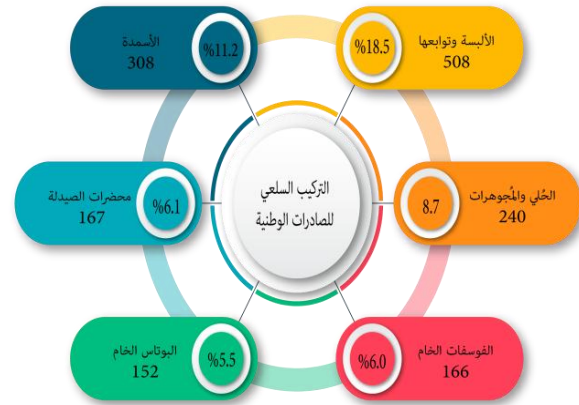 التركيب السلعي
للصادرات الوطنية
الألبسة وتوابعها
508
%18.5
الحُلي والمُجوهرات
240
8.7
الفوسفات الخام
166
%6.0
الأسمدة
308
%11.2
محضرات الصيدلة
167
%6.1
البوتاس الخام
152
%5.5